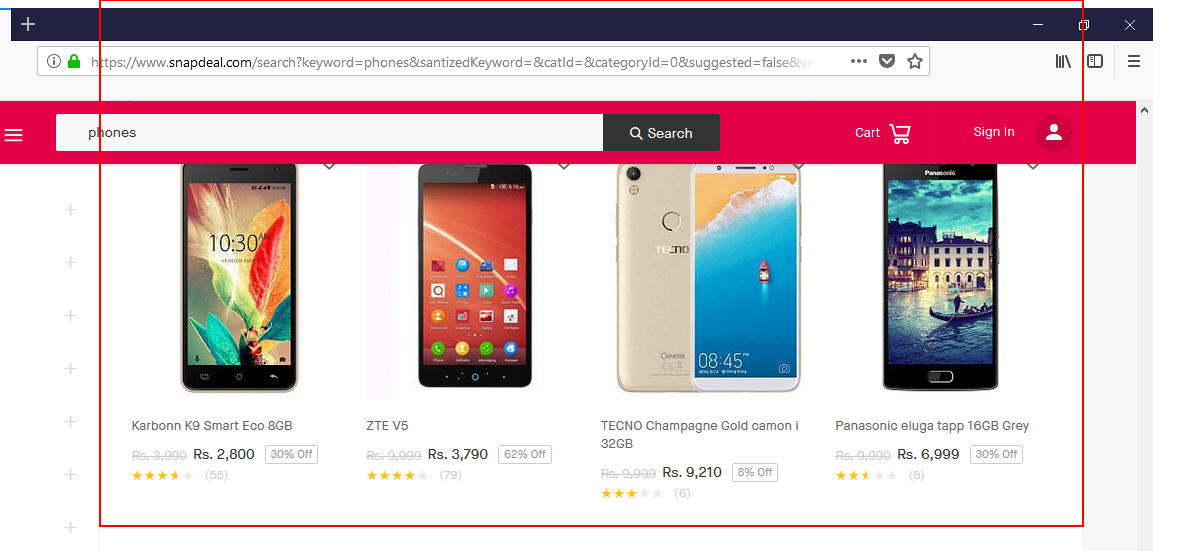 https://www.snapdeal.com/search?keyword=phones&santizedKeyword=&catId=&categoryId=0&suggested=false&ve
phones
Search
Cart
Sign In
10:30 AM
6:16 am
TECNO
CAMON
08:45
Panasonic
Karbonn K9 Smart Eco 8GB
Rs. 3,990 Rs. 2,800 30% Off
(55)
ZTE V5
Rs. 9,999 Rs. 3,790 62% Off
(79)
TECNO Champagne Gold camon i
32GB
Rs. 9,999 Rs. 9,210 8% Off
(6)
Panasonic eluga tapp 16GB Grey
Rs. 9,990 Rs. 6,999 30% Off
(8)